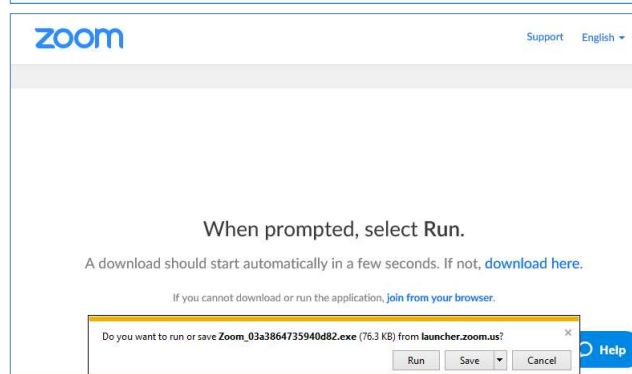 zoom
Support English
When prompted, select Run.
A download should start automatically in a few seconds. If not, download here.
If you cannot download or run the application, join from your browser.
Do you want to run or save Zoom_03a3864735940d82.exe (76.3 KB) from launcher.zoom.us?
Run Save Cancel
Help